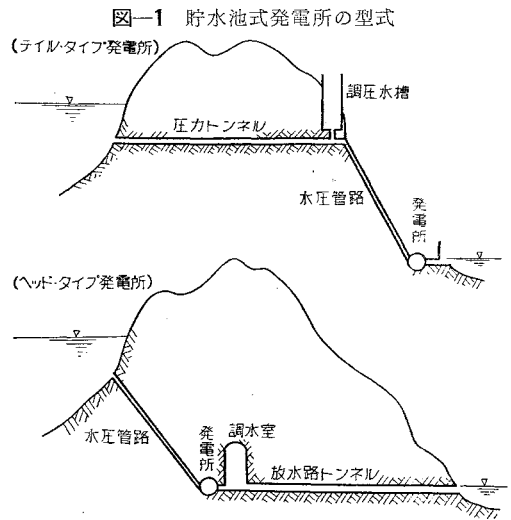 図—1 貯水池式発電所の型式
(テイル・タイプ発電所)
調圧水槽
圧力トンネル
水圧管路
発電所
(ヘッド・タイプ発電所)
水圧管路
発電所
調水室
放水路トンネル